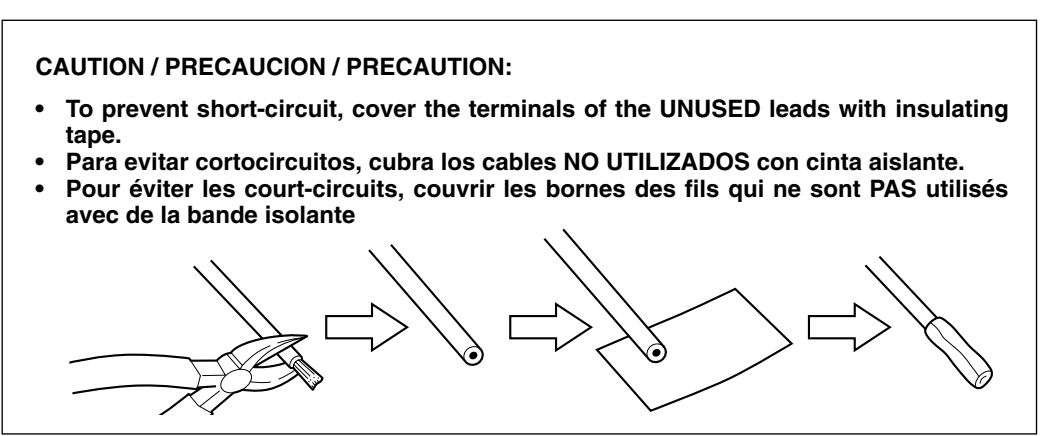 CAUTION / PRECAUCION / PRECAUTION:
• To prevent short-circuit, cover the terminals of the UNUSED leads with insulating
tape.
• Para evitar cortocircuitos, cubra los cables NO UTILIZADOS con cinta aislante.
• Pour éviter les court-circuits, couvrir les bornes des fils qui ne sont PAS utilisés
avec de la bande isolante